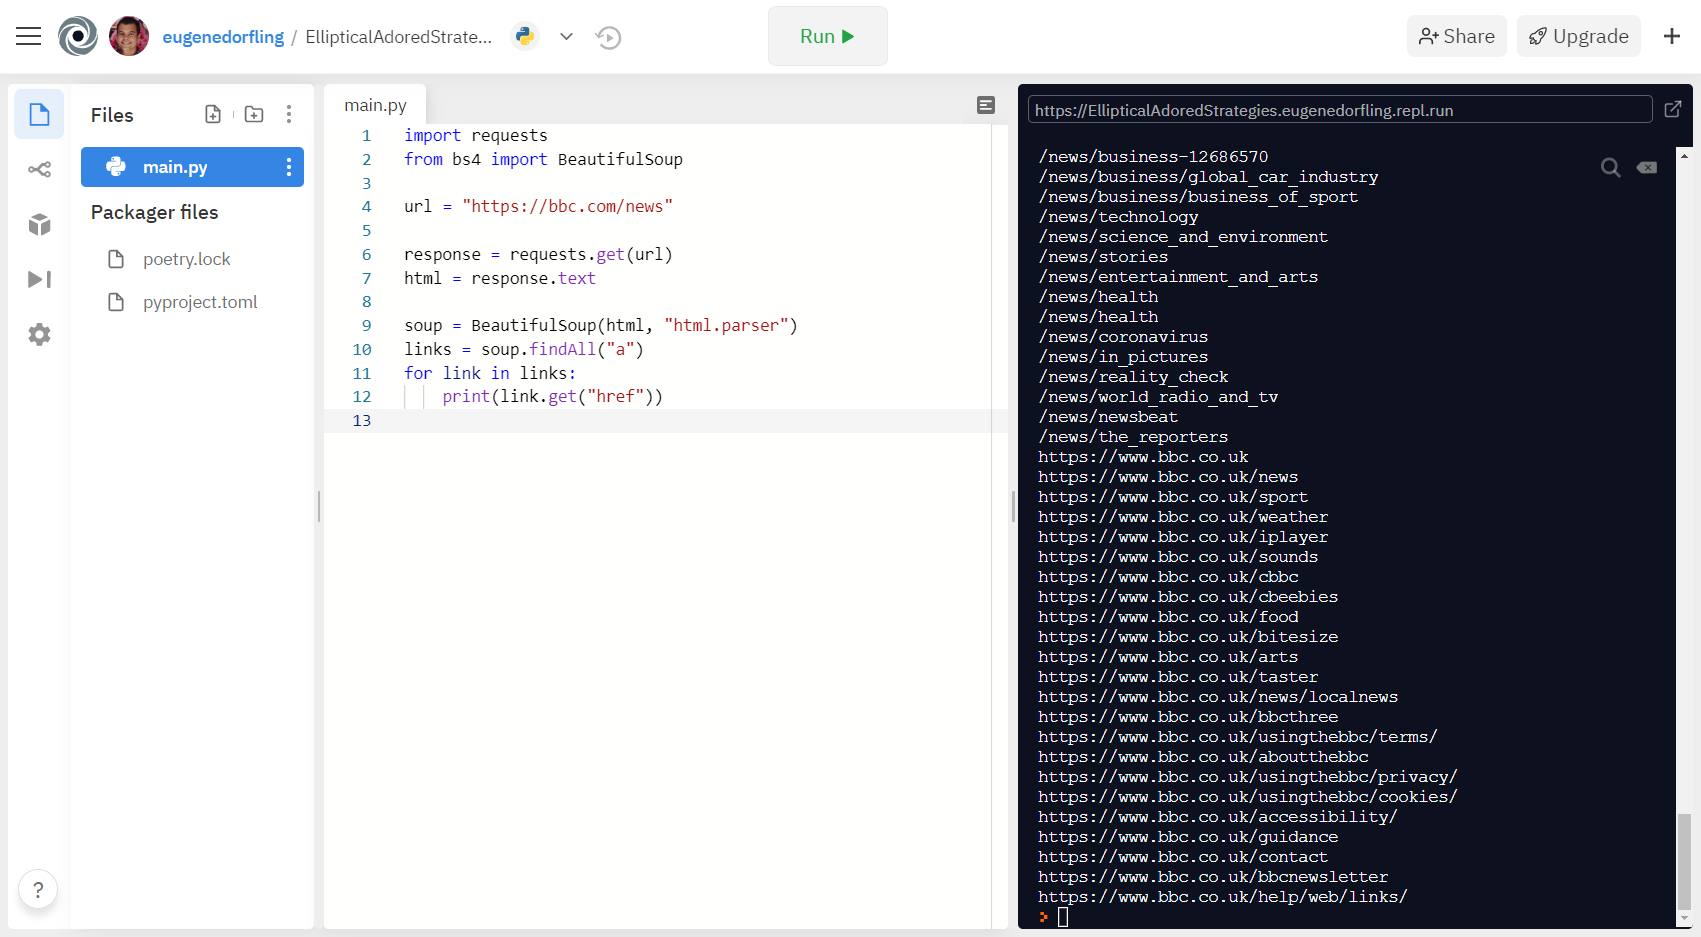 eugenedorfling / EllipticalAdoredStrate...
Run
Share
Upgrade
Files
main.py
Packager files
poetry.lock
pyproject.toml
?
main.py
1 import requests
2 from bs4 import BeautifulSoup
3
4 url = "https://bbc.com/news"
5
6 response = requests.get(url)
7 html = response.text
8
9 soup = BeautifulSoup(html, "html.parser")
10 links = soup.findAll("a")
11 for link in links:
12 print(link.get("href"))
13
https://EllipticalAdoredStrategies.eugenedorfling.repl.run
/news/business-12686570
/news/business/global_car_industry
/news/business/business_of_sport
/news/technology
/news/science_and_environment
/news/stories
/news/entertainment_and_arts
/news/health
/news/health
/news/coronavirus
/news/in_pictures
/news/reality_check
/news/world_radio_and_tv
/news/newsbeat
/news/the_reporters
https://www.bbc.co.uk
https://www.bbc.co.uk/news
https://www.bbc.co.uk/sport
https://www.bbc.co.uk/weather
https://www.bbc.co.uk/iplayer
https://www.bbc.co.uk/sounds
https://www.bbc.co.uk/cbbc
https://www.bbc.co.uk/cbeebies
https://www.bbc.co.uk/food
https://www.bbc.co.uk/bitesize
https://www.bbc.co.uk/arts
https://www.bbc.co.uk/taster
https://www.bbc.co.uk/news/localnews
https://www.bbc.co.uk/bbcthree
https://www.bbc.co.uk/usingthebbc/terms/
https://www.bbc.co.uk/aboutthebbc
https://www.bbc.co.uk/usingthebbc/privacy/
https://www.bbc.co.uk/usingthebbc/cookies/
https://www.bbc.co.uk/accessibility/
https://www.bbc.co.uk/guidance
https://www.bbc.co.uk/contact
https://www.bbc.co.uk/bbcnewsletter
https://www.bbc.co.uk/help/web/links/